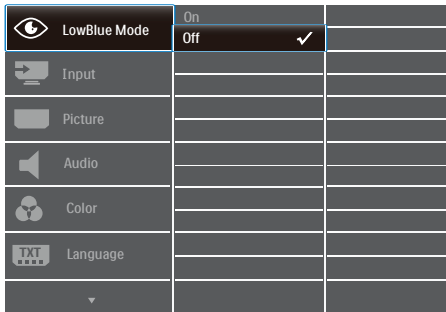 LowBlue Mode
On
Off
Input
Picture
Audio
Color
TXT
Language